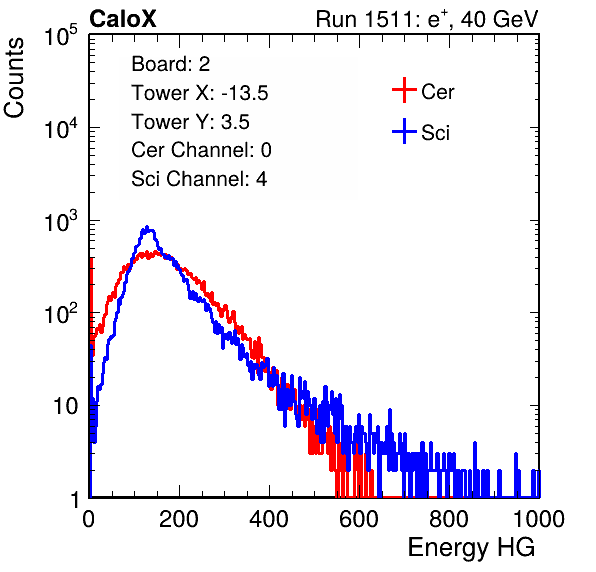 CaloX Run 1511: e⁺, 40 GeV
Counts
Board: 2
Tower X: -13.5
Tower Y: 3.5
Cer Channel: 0
Sci Channel: 4
Cer
Sci
10⁵
10⁴
10³
10²
10
1
0 200 400 600 800 1000
Energy HG